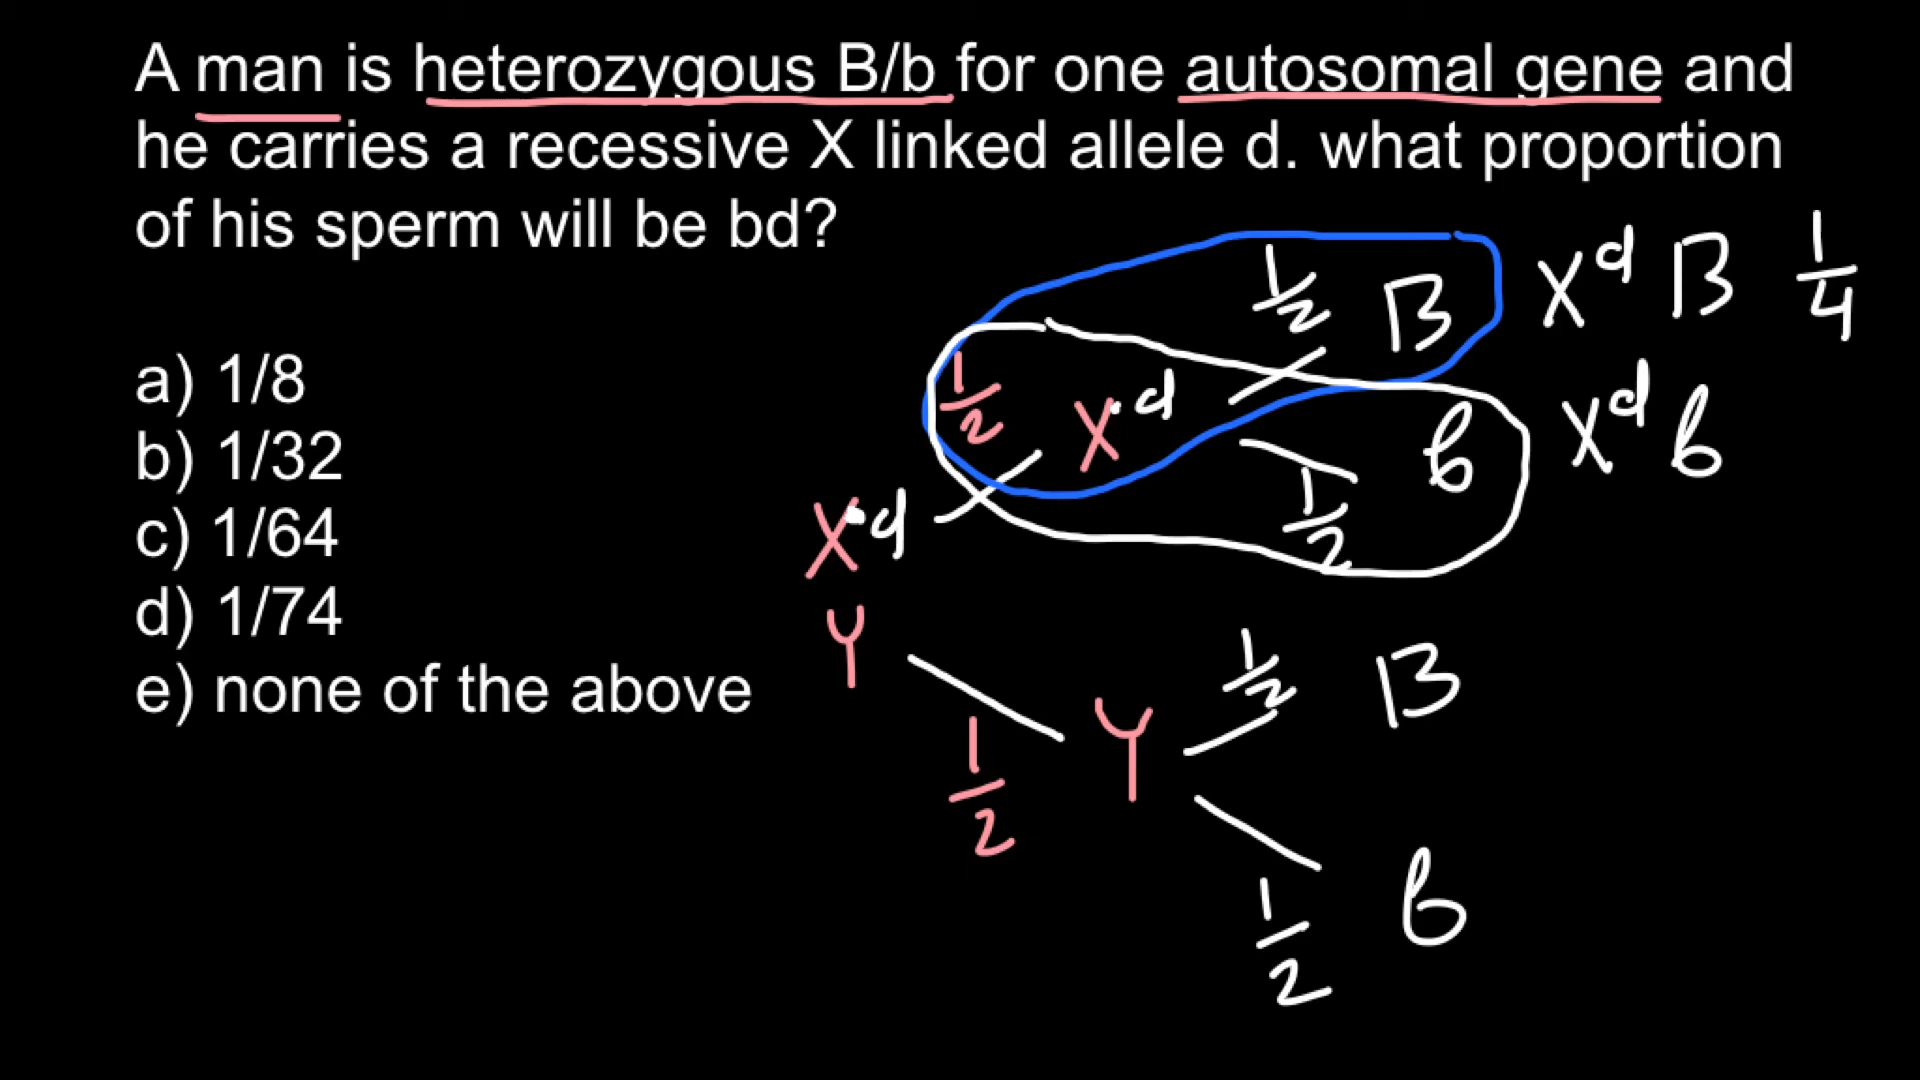 A man is heterozygous B/b for one autosomal gene and
he carries a recessive X linked allele d. what proportion
of his sperm will be bd?
a) 1/8
b) 1/32
c) 1/64
d) 1/74
e) none of the above
1/2 B
X^d B 1/4
1/2 X^d
b
X^d b
1/2
X^d
Y
1/2 B
1/2
Y
b
1/2